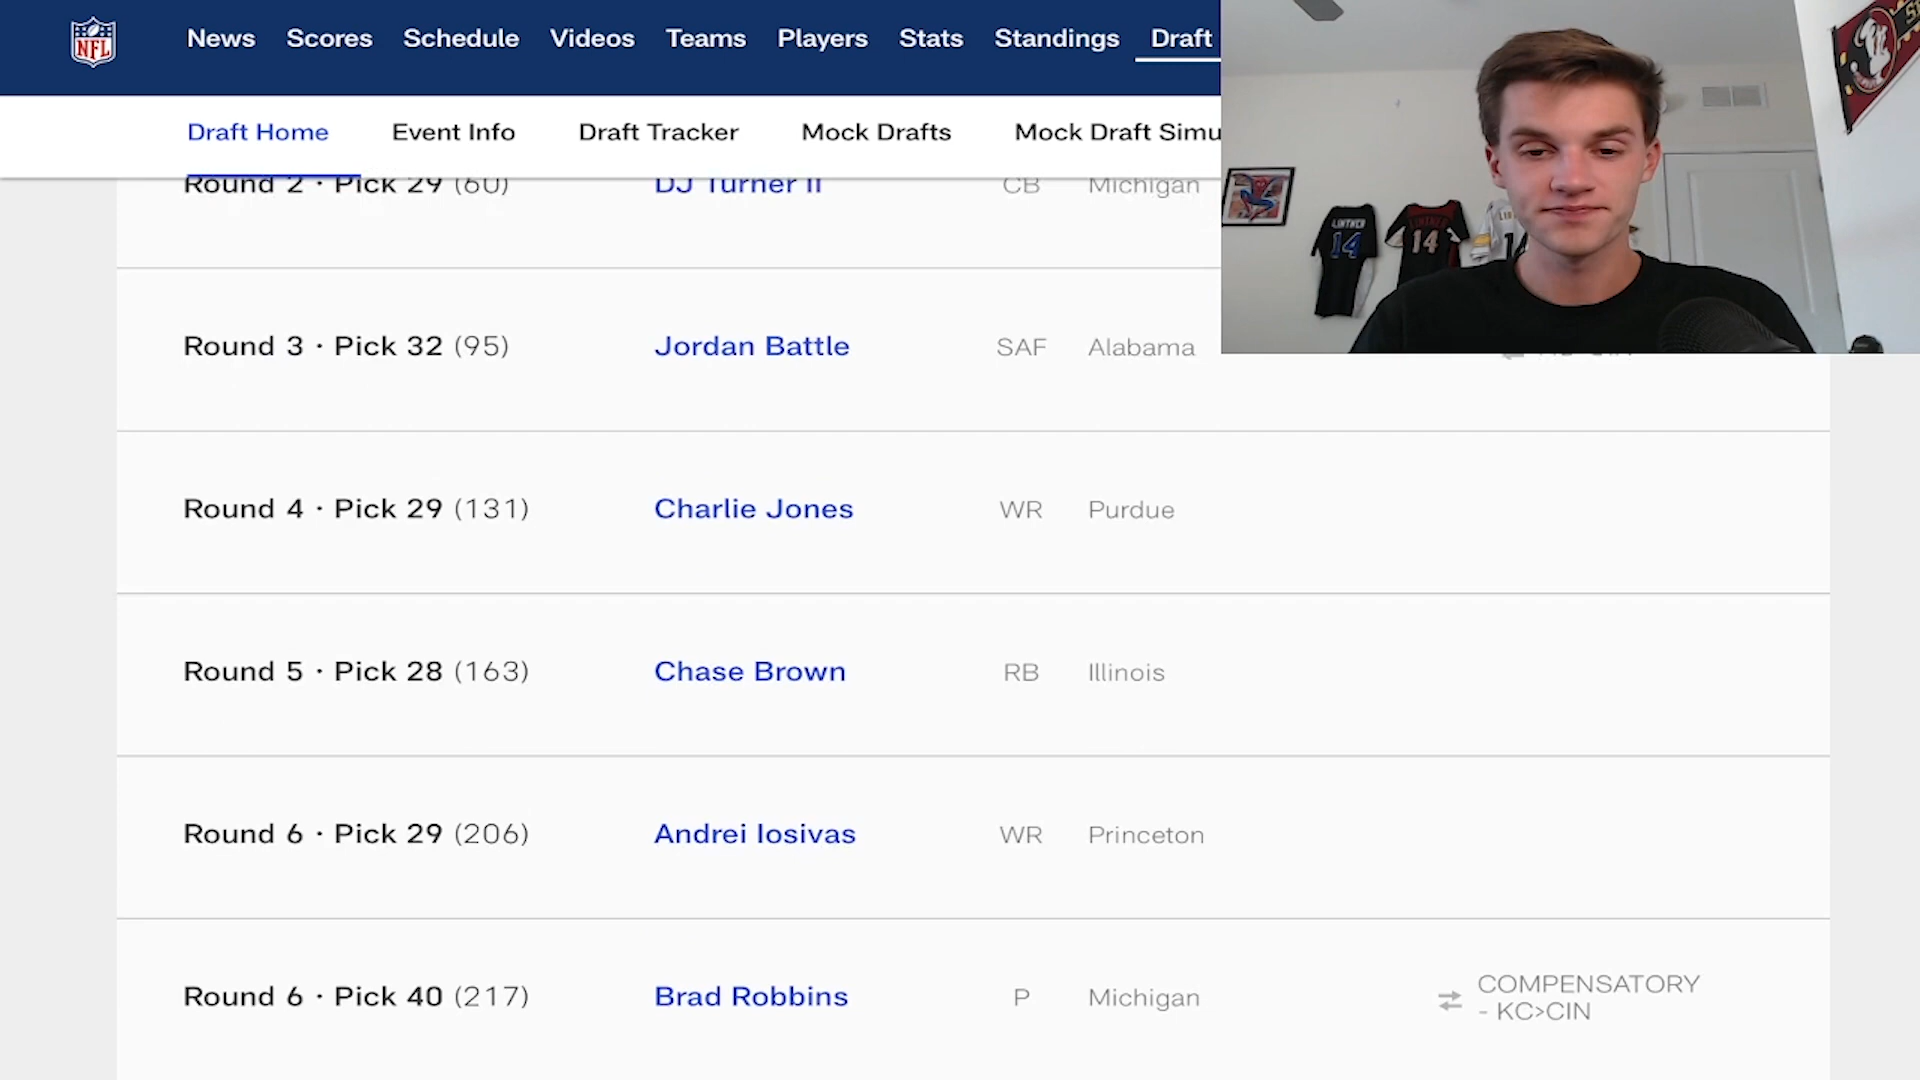 NFL News Scores Schedule Videos Teams Players Stats Standings Draft
Draft Home Event Info Draft Tracker Mock Drafts Mock Draft Simu
Round 2 · Pick 29 (60) DJ Turner II CB Michigan
LINTNER
14
LINTNER
14
Round 3 · Pick 32 (95) Jordan Battle SAF Alabama
Round 4 · Pick 29 (131) Charlie Jones WR Purdue
Round 5 · Pick 28 (163) Chase Brown RB Illinois
Round 6 · Pick 29 (206) Andrei Iosivas WR Princeton
Round 6 · Pick 40 (217) Brad Robbins P Michigan COMPENSATORY
- KC>CIN